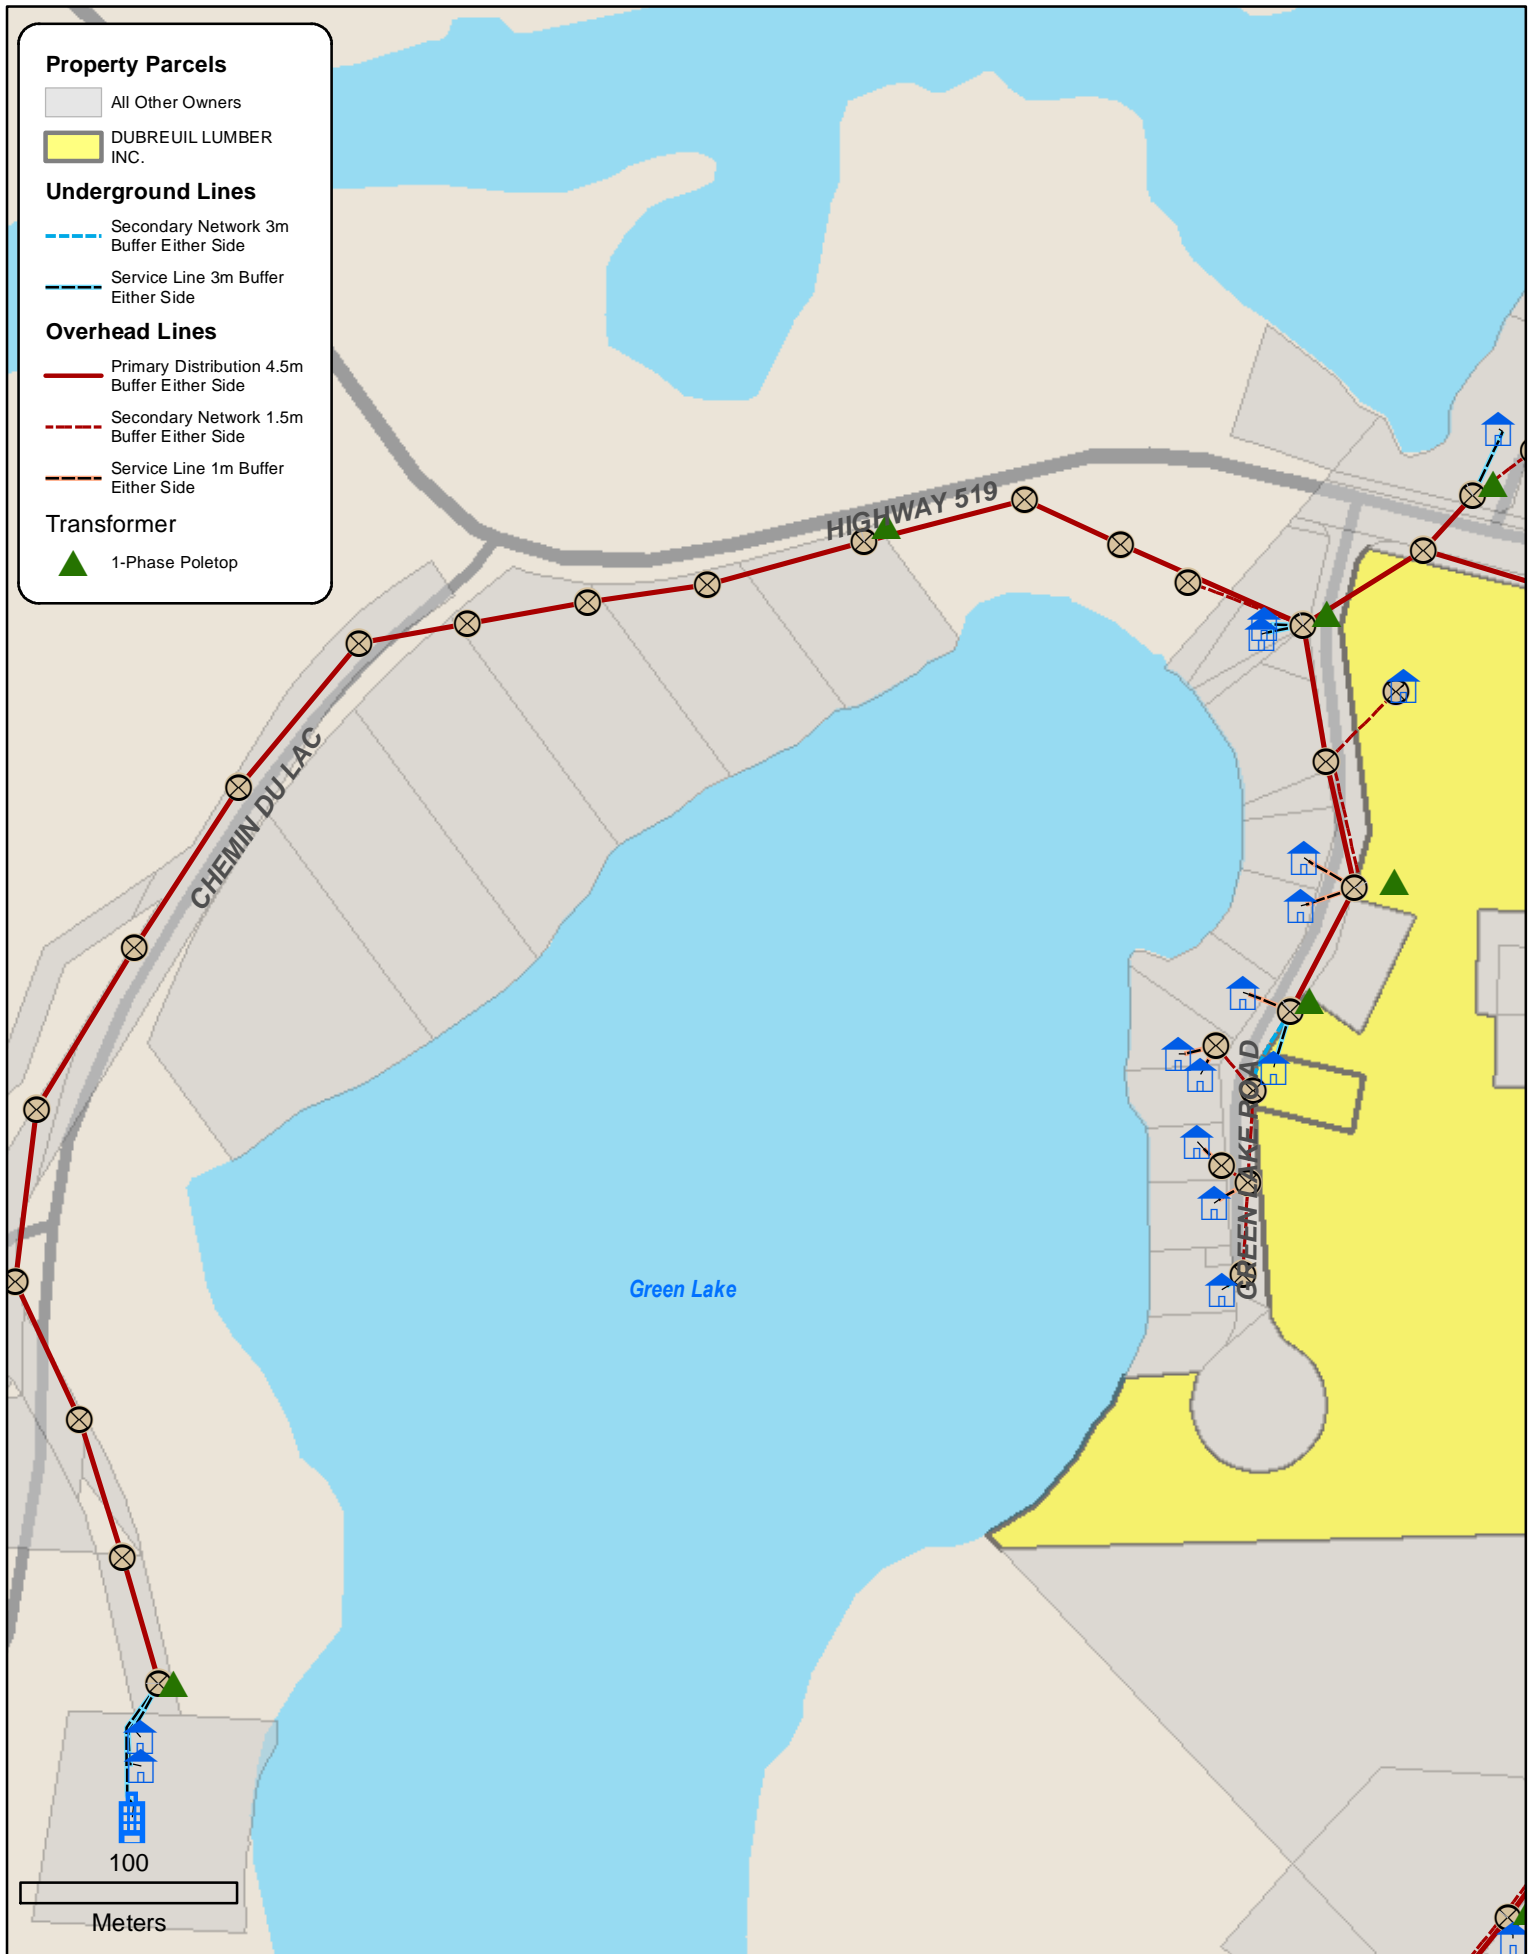 Property Parcels
All Other Owners
DUBREUIL LUMBER
INC.
Underground Lines
Secondary Network 3m
Buffer Either Side
Service Line 3m Buffer
Either Side
Overhead Lines
Primary Distribution 4.5m
Buffer Either Side
Secondary Network 1.5m
Buffer Either Side
Service Line 1m Buffer
Either Side
Transformer
1-Phase Poletop
HIGHWAY 519
CHEMIN DU LAC
GREEN LAKE ROAD
Green Lake
100
Meters